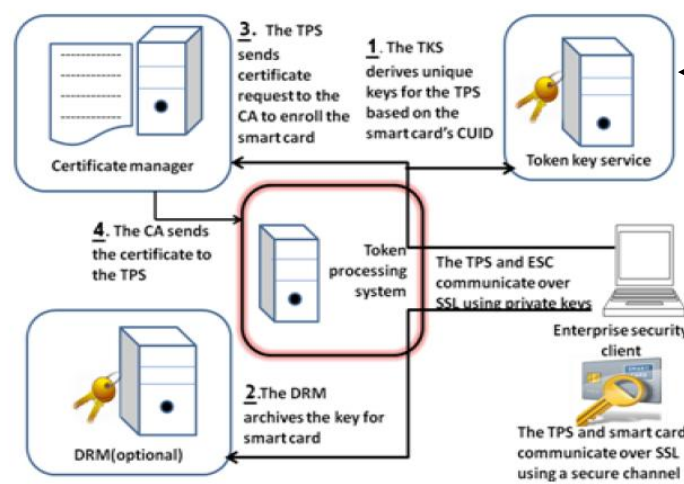 3. The TPS
sends
certificate
request to the
CA to enroll the
smart card
1. The TKS
derives unique
keys for the TPS
based on the
smart card's CUID
Certificate manager
Token key service
4. The CA sends
the certificate to
the TPS
Token
processing
system
The TPS and ESC
communicate over
SSL using private keys
Enterprise security
client
2.The DRM
archives the key for
smart card
DRM(optional)
The TPS and smart card
communicate over SSL
using a secure channel